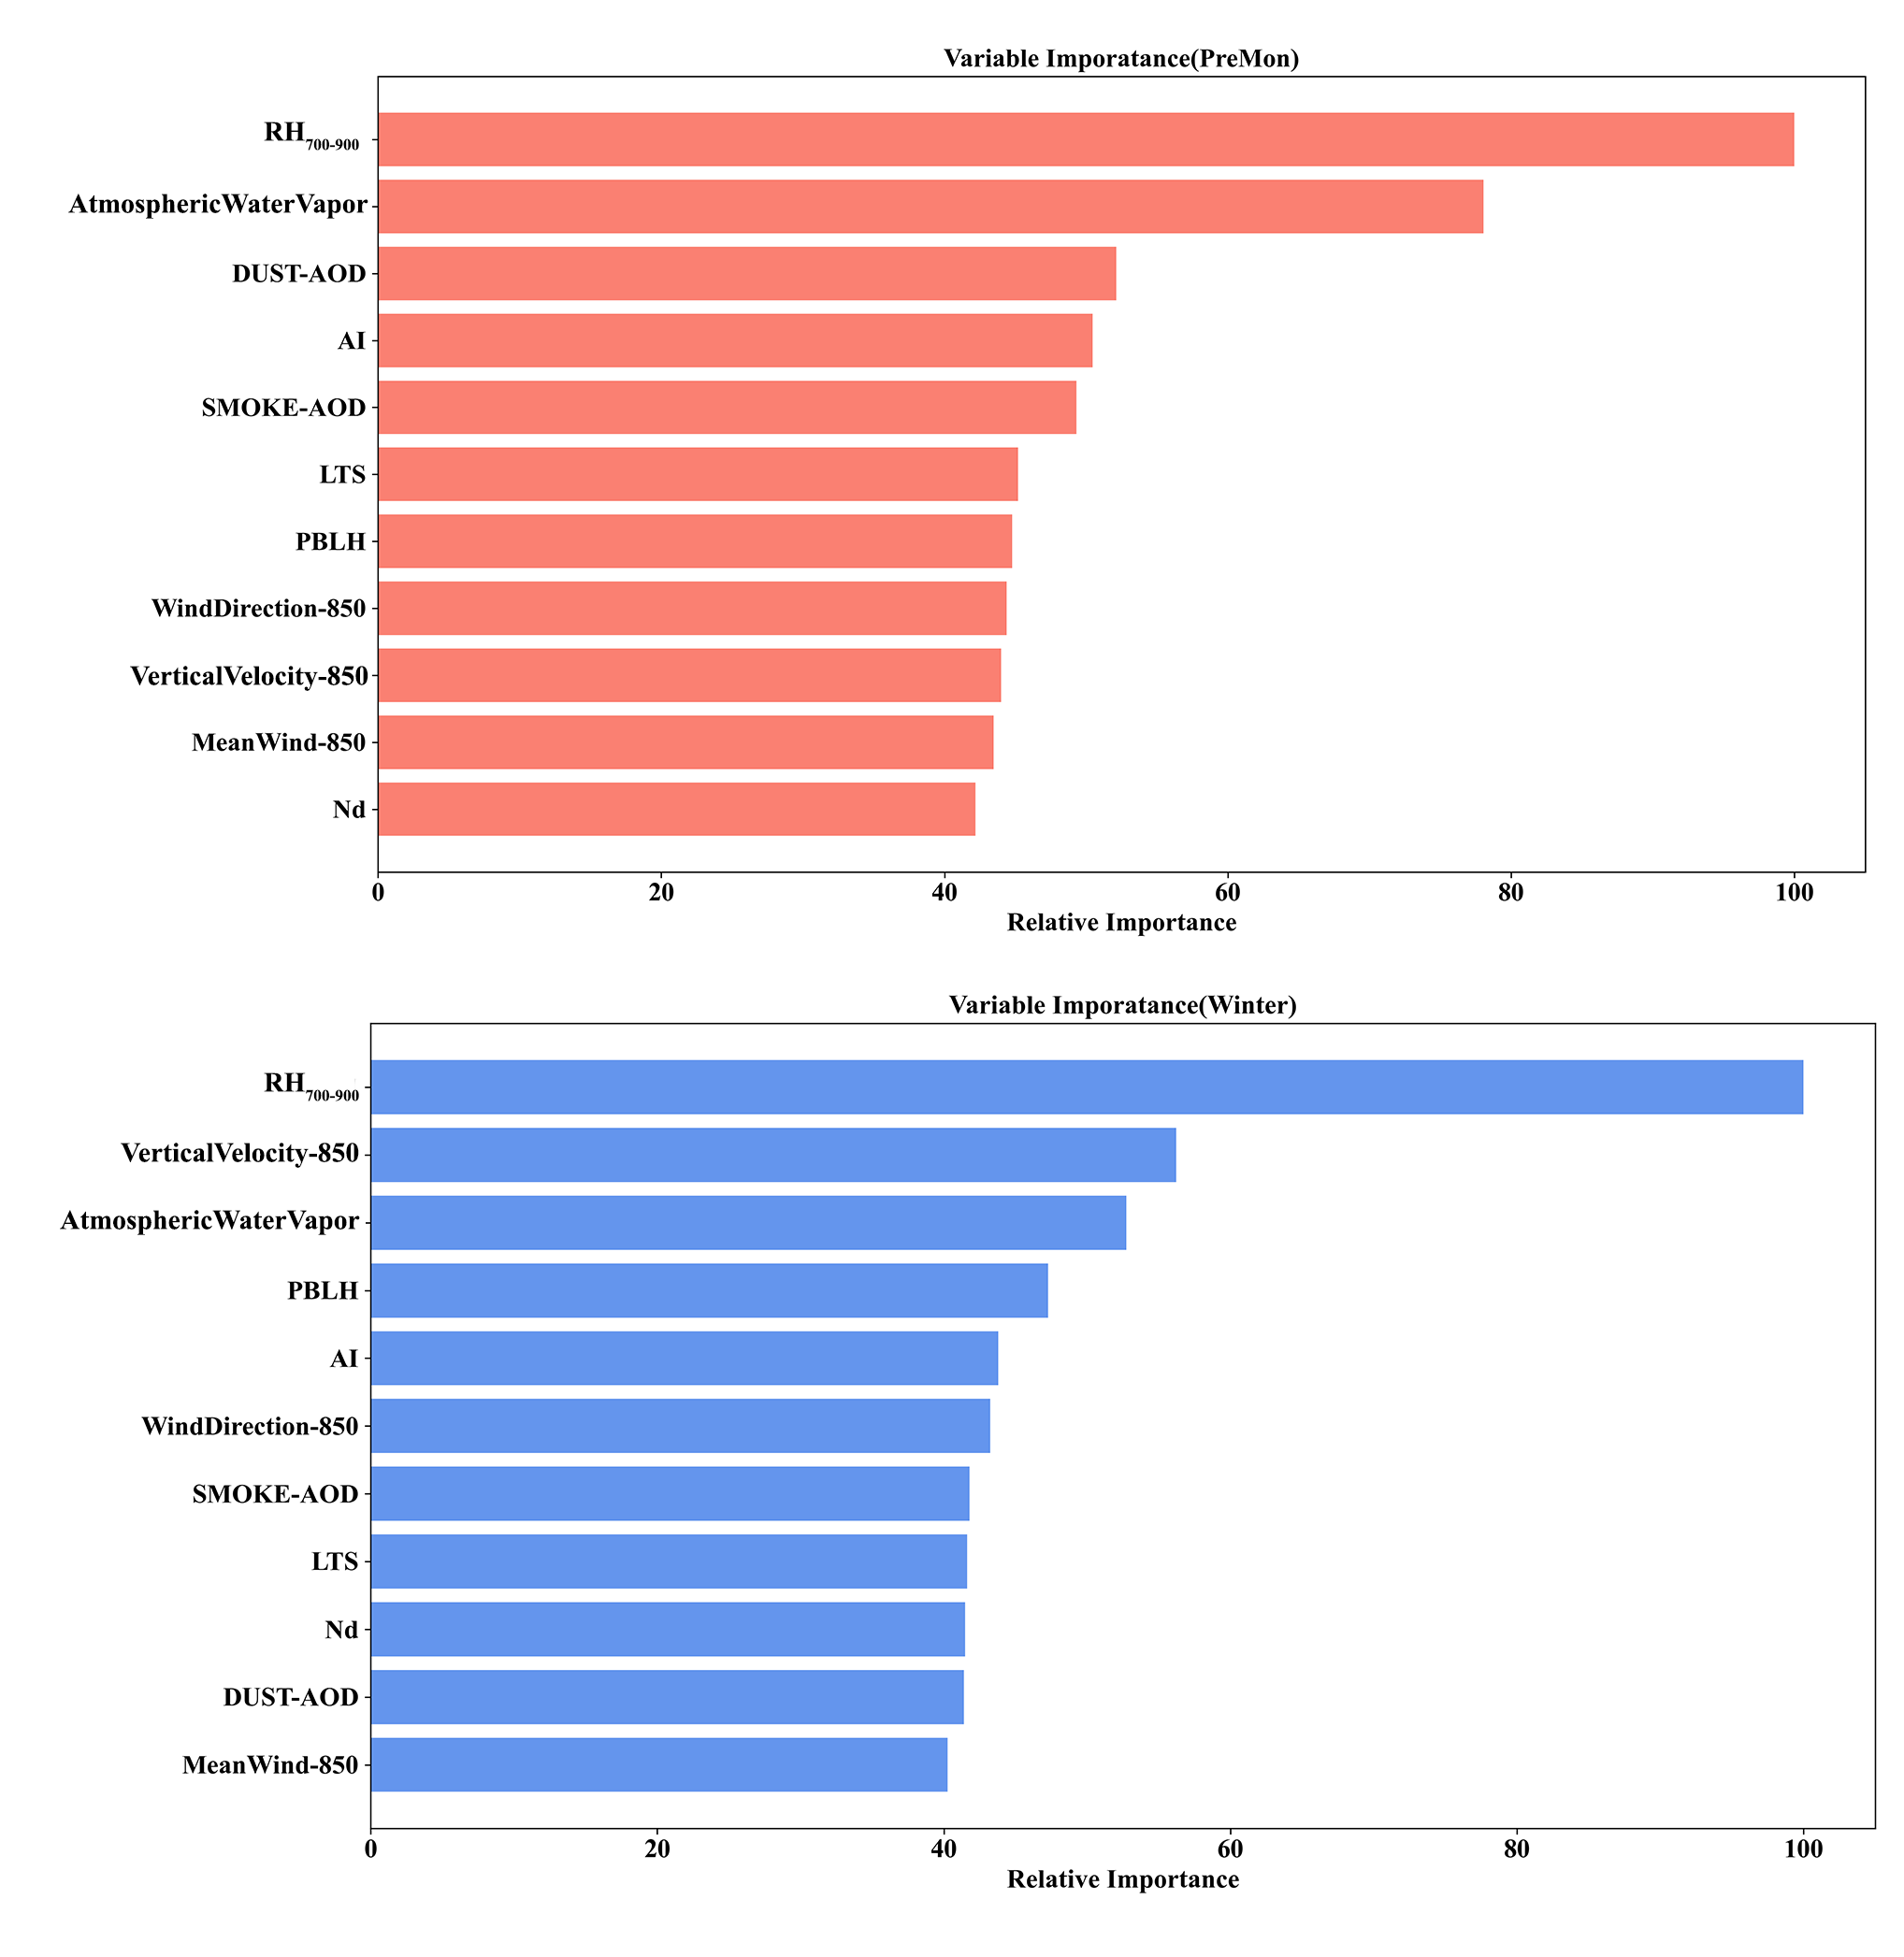 Variable Imporatance(PreMon)
RH700-900
AtmosphericWaterVapor
DUST-AOD
AI
SMOKE-AOD
LTS
PBLH
WindDirection-850
VerticalVelocity-850
MeanWind-850
Nd
0 20 40 60 80 100
Relative Importance
Variable Imporatance(Winter)
RH700-900
VerticalVelocity-850
AtmosphericWaterVapor
PBLH
AI
WindDirection-850
SMOKE-AOD
LTS
Nd
DUST-AOD
MeanWind-850
0 20 40 60 80 100
Relative Importance